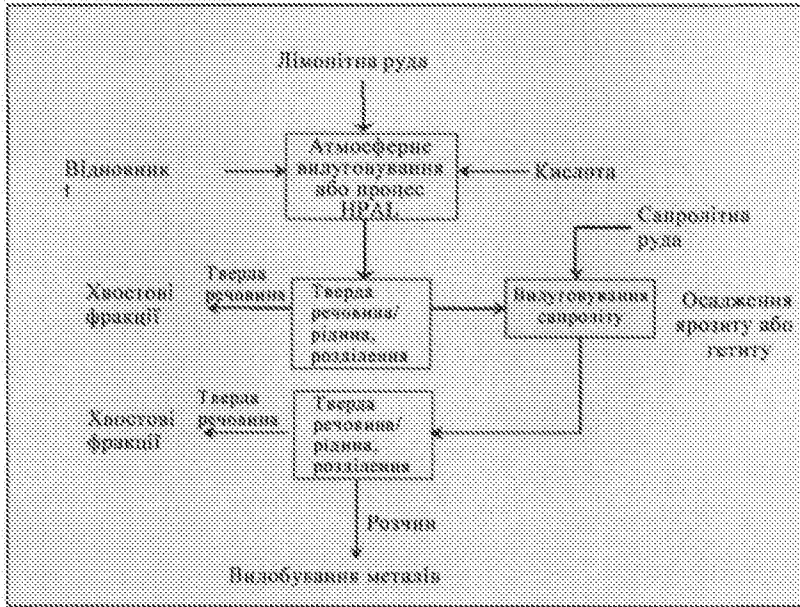 Лімонітна руда
Атмосферне
вилуговування
або процес
HPAL
Відновник
і
Кислота
Сапролітна
руда
Хвостові
фракції
Тверда
речовина
Тверда
речовина/
рідина,
розділення
Вилуговування
сапроліту
Осадження
ярозиту або
гетиту
Хвостові
фракції
Тверда
речовина
Тверда
речовина/
рідина,
розділення
Розчин
Видобування металів